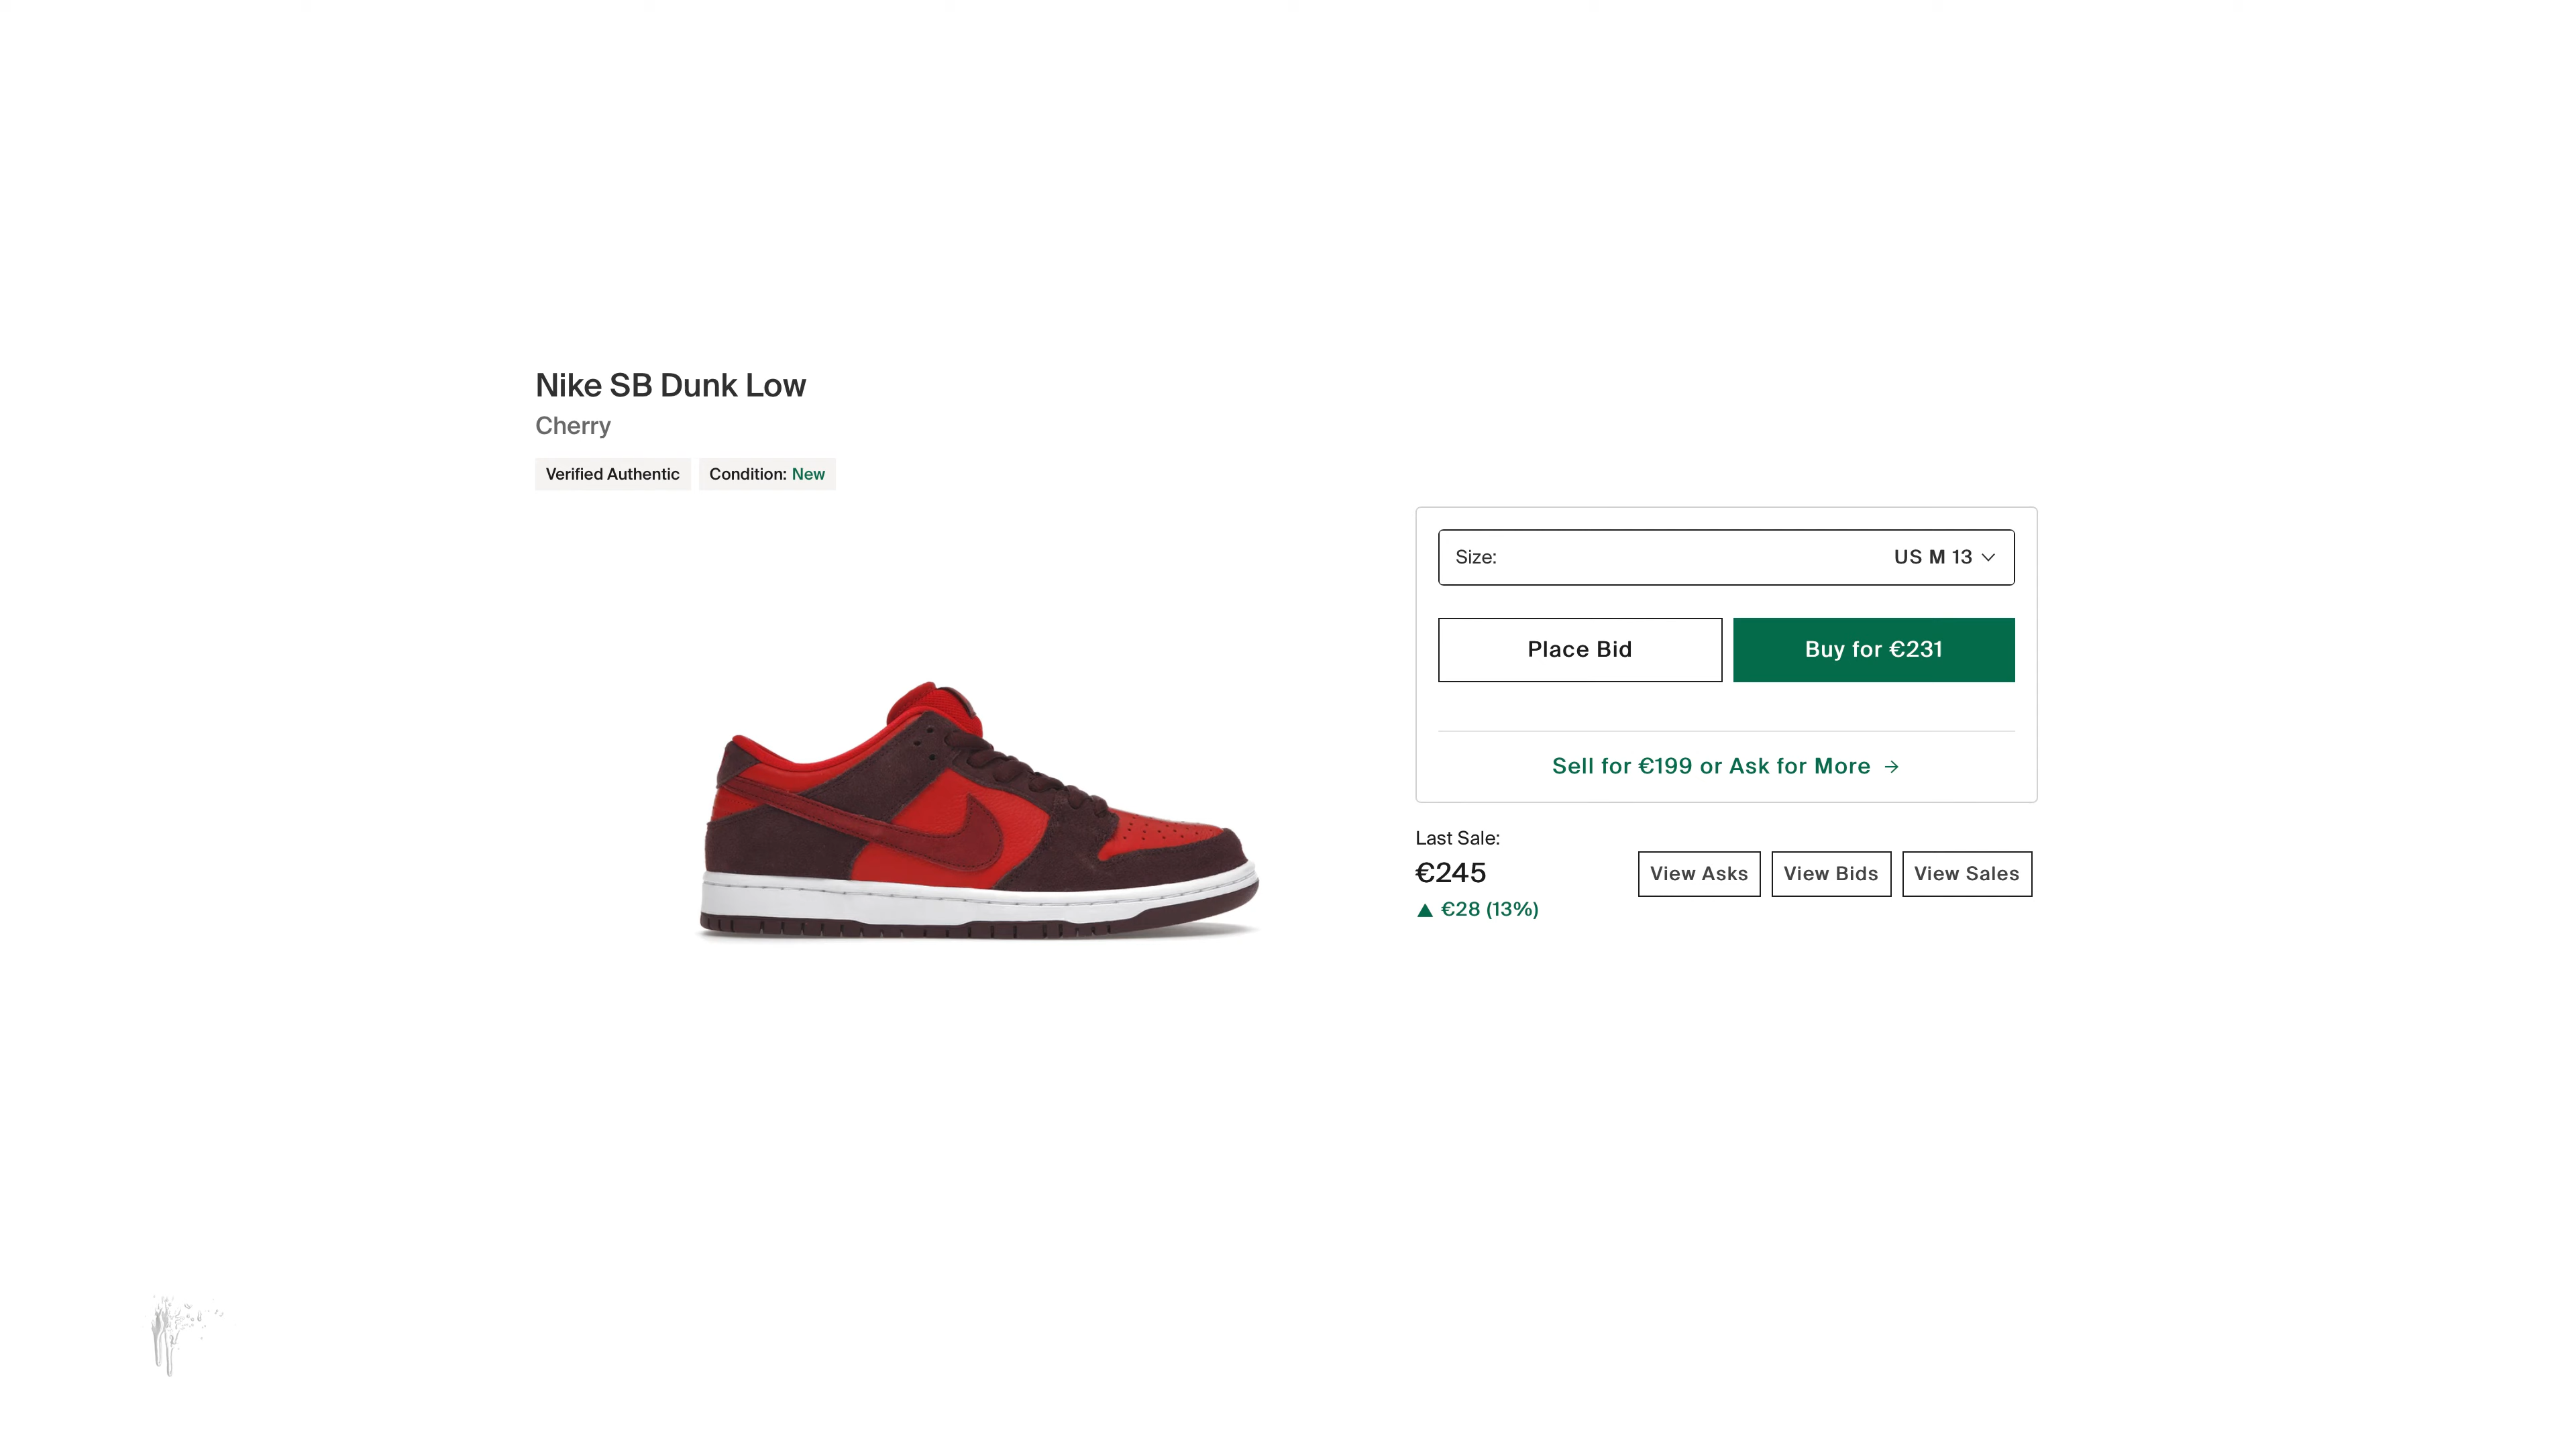 Nike SB Dunk Low
Cherry
Verified Authentic
Condition: New
Size:
US M 13
Place Bid
Buy for €231
Sell for €199 or Ask for More →
Last Sale:
€245
▲ €28 (13%)
View Asks
View Bids
View Sales